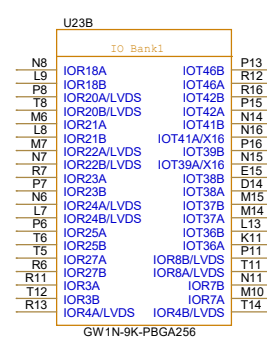 U23B
IO Bank1
N8 IOR18A IOT46B P13
L9 IOR18B IOT46A R12
P8 IOR20A/LVDS IOT42B R16
T8 IOR20B/LVDS IOT42A P15
M6 IOR21A IOT41B N14
L8 IOR21B IOT41A/X16 N16
M7 IOR22A/LVDS IOT39B P16
N7 IOR22B/LVDS IOT39A/X16 N15
R7 IOR23A IOT38B E15
P7 IOR23B IOT38A D14
N6 IOR24A/LVDS IOT37B M15
L7 IOR24B/LVDS IOT37A M14
P6 IOR25A IOT36B L13
T6 IOR25B IOT36A K11
T5 IOR27A IOR8B/LVDS P11
R6 IOR27B IOR8A/LVDS T11
R11 IOR3A IOR7B N11
T12 IOR3B IOR7A M10
R13 IOR4A/LVDS IOR4B/LVDS T14
GW1N-9K-PBGA256